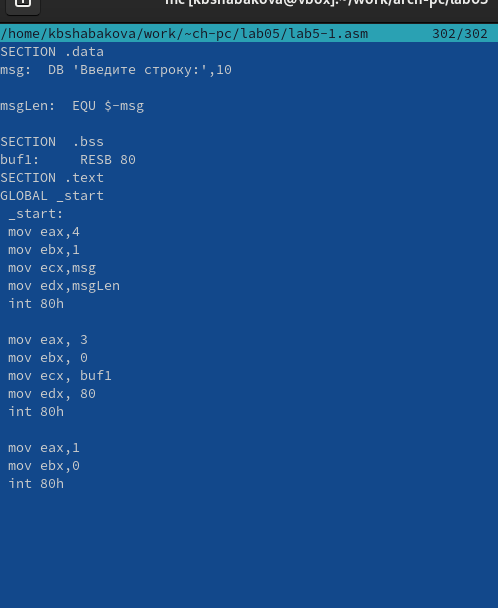 mc [kbshabakova@vbox]:~/work/arch-pc/lab05
/home/kbshabakova/work/~ch-pc/lab05/lab5-1.asm 302/302
SECTION .data
msg: DB 'Введите строку:',10
msgLen: EQU $-msg
SECTION .bss
buf1: RESB 80
SECTION .text
GLOBAL _start
_start:
mov eax,4
mov ebx,1
mov ecx,msg
mov edx,msgLen
int 80h
mov eax, 3
mov ebx, 0
mov ecx, buf1
mov edx, 80
int 80h
mov eax,1
mov ebx,0
int 80h